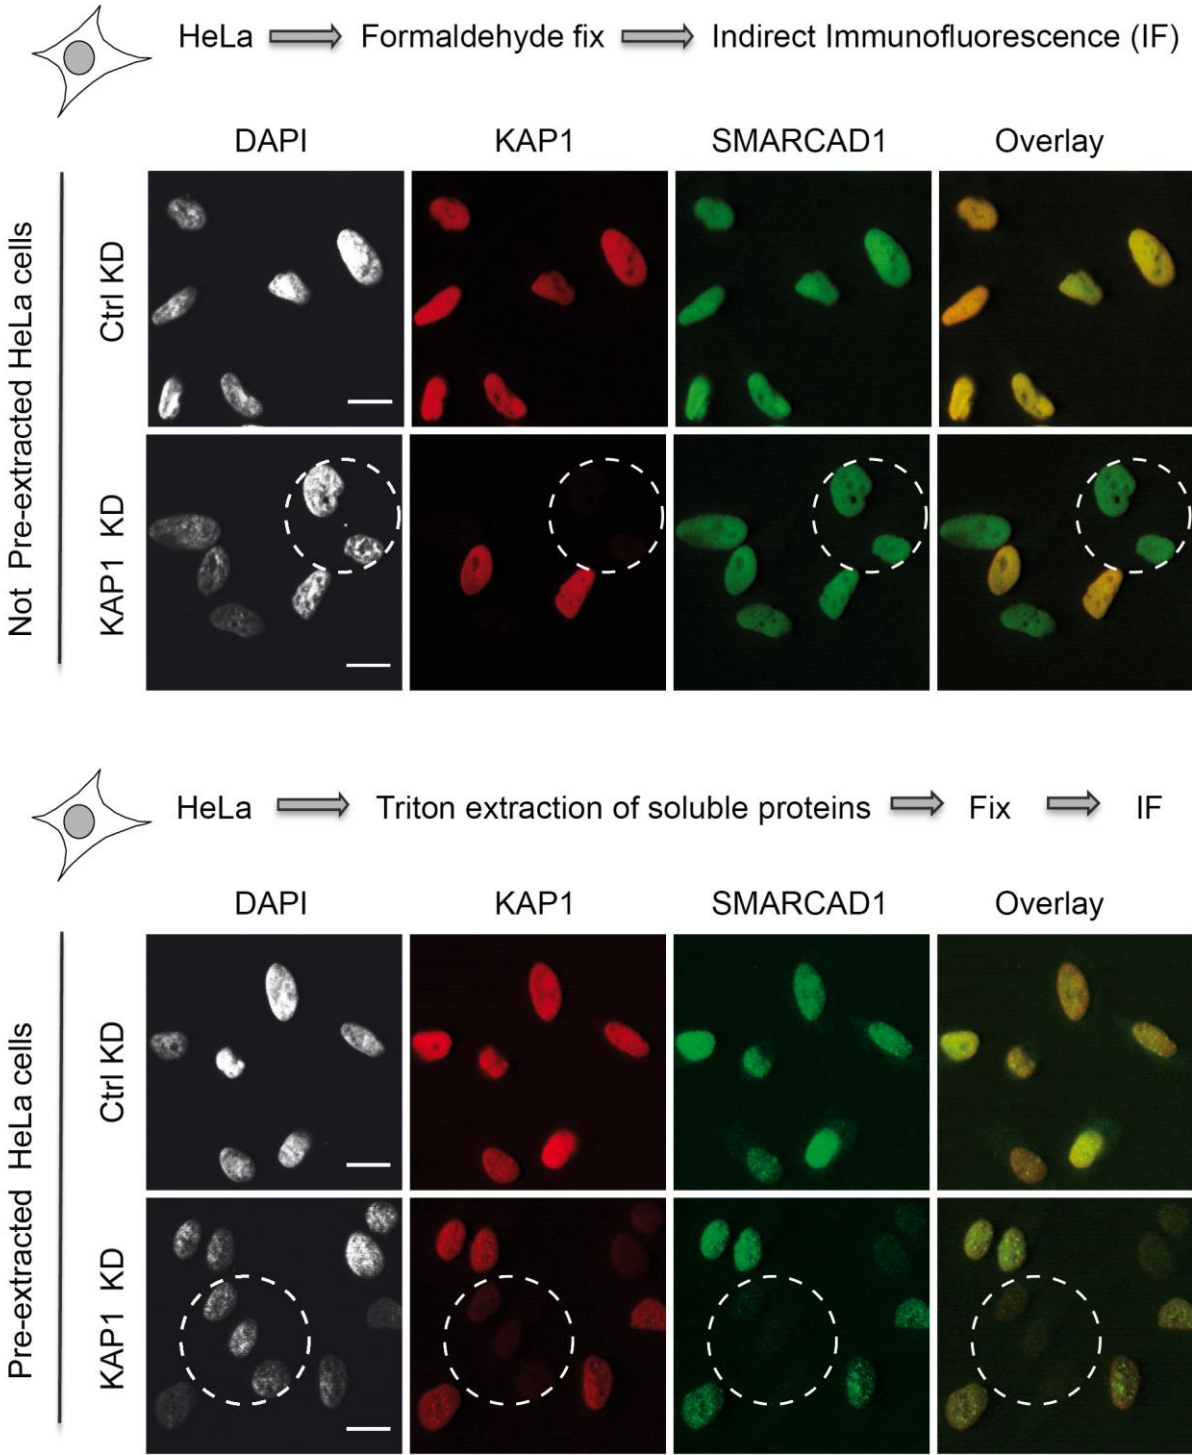 HeLa Formaldehyde fix Indirect Immunofluorescence (IF)
DAPI KAP1 SMARCAD1 Overlay
Not Pre-extracted HeLa cells
Ctrl KD
KAP1 KD
HeLa Triton extraction of soluble proteins Fix IF
DAPI KAP1 SMARCAD1 Overlay
Pre-extracted HeLa cells
Ctrl KD
KAP1 KD